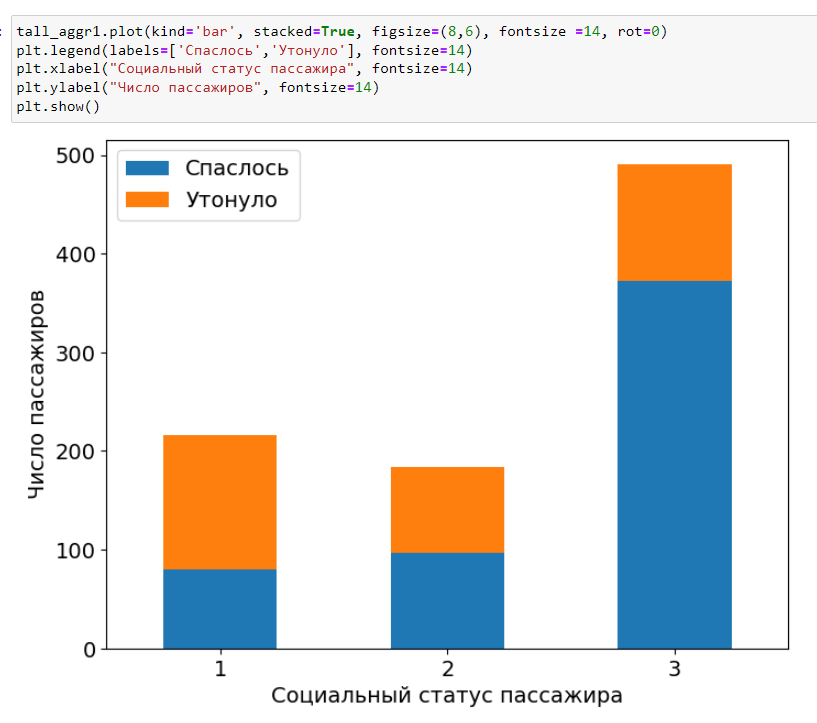 : tall_aggr1.plot(kind='bar', stacked=True, figsize=(8,6), fontsize =14, rot=0)
plt.legend(labels=['Спаслось','Утонуло'], fontsize=14)
plt.xlabel("Социальный статус пассажира", fontsize=14)
plt.ylabel("Число пассажиров", fontsize=14)
plt.show()
Спаслось
Утонуло
500
400
300
200
100
0
Число пассажиров
1 2 3
Социальный статус пассажира